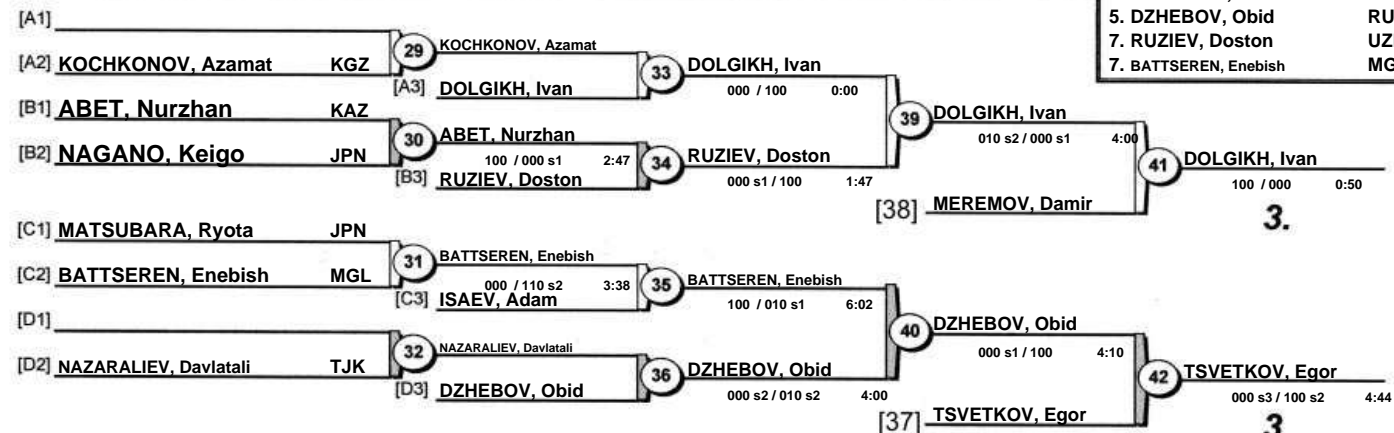 5. DZHEBOV, Obid RU
7. RUZIEV, Doston UZ
7. BATTSEREN, Enebish MG
[A1]
29 KOCHKONOV, Azamat
[A2] KOCHKONOV, Azamat KGZ
33 DOLGIKH, Ivan
[A3] DOLGIKH, Ivan
000 / 100 0:00
[B1] ABET, Nurzhan KAZ
39 DOLGIKH, Ivan
30 ABET, Nurzhan
010 s2 / 000 s1 4:00
[B2] NAGANO, Keigo JPN
100 / 000 s1 2:47
34 RUZIEV, Doston
41 DOLGIKH, Ivan
[B3] RUZIEV, Doston
000 s1 / 100 1:47
100 / 000 0:50
[38] MEREMOV, Damir
3.
[C1] MATSUBARA, Ryota JPN
31 BATTSEREN, Enebish
[C2] BATTSEREN, Enebish MGL
000 / 110 s2 3:38
35 BATTSEREN, Enebish
[C3] ISAEV, Adam
100 / 010 s1 6:02
[D1]
40 DZHEBOV, Obid
32 NAZARALIEV, Davlatali
000 s1 / 100 4:10
[D2] NAZARALIEV, Davlatali TJK
36 DZHEBOV, Obid
42 TSVETKOV, Egor
[D3] DZHEBOV, Obid
000 s2 / 010 s2 4:00
000 s3 / 100 s2 4:44
[37] TSVETKOV, Egor
3